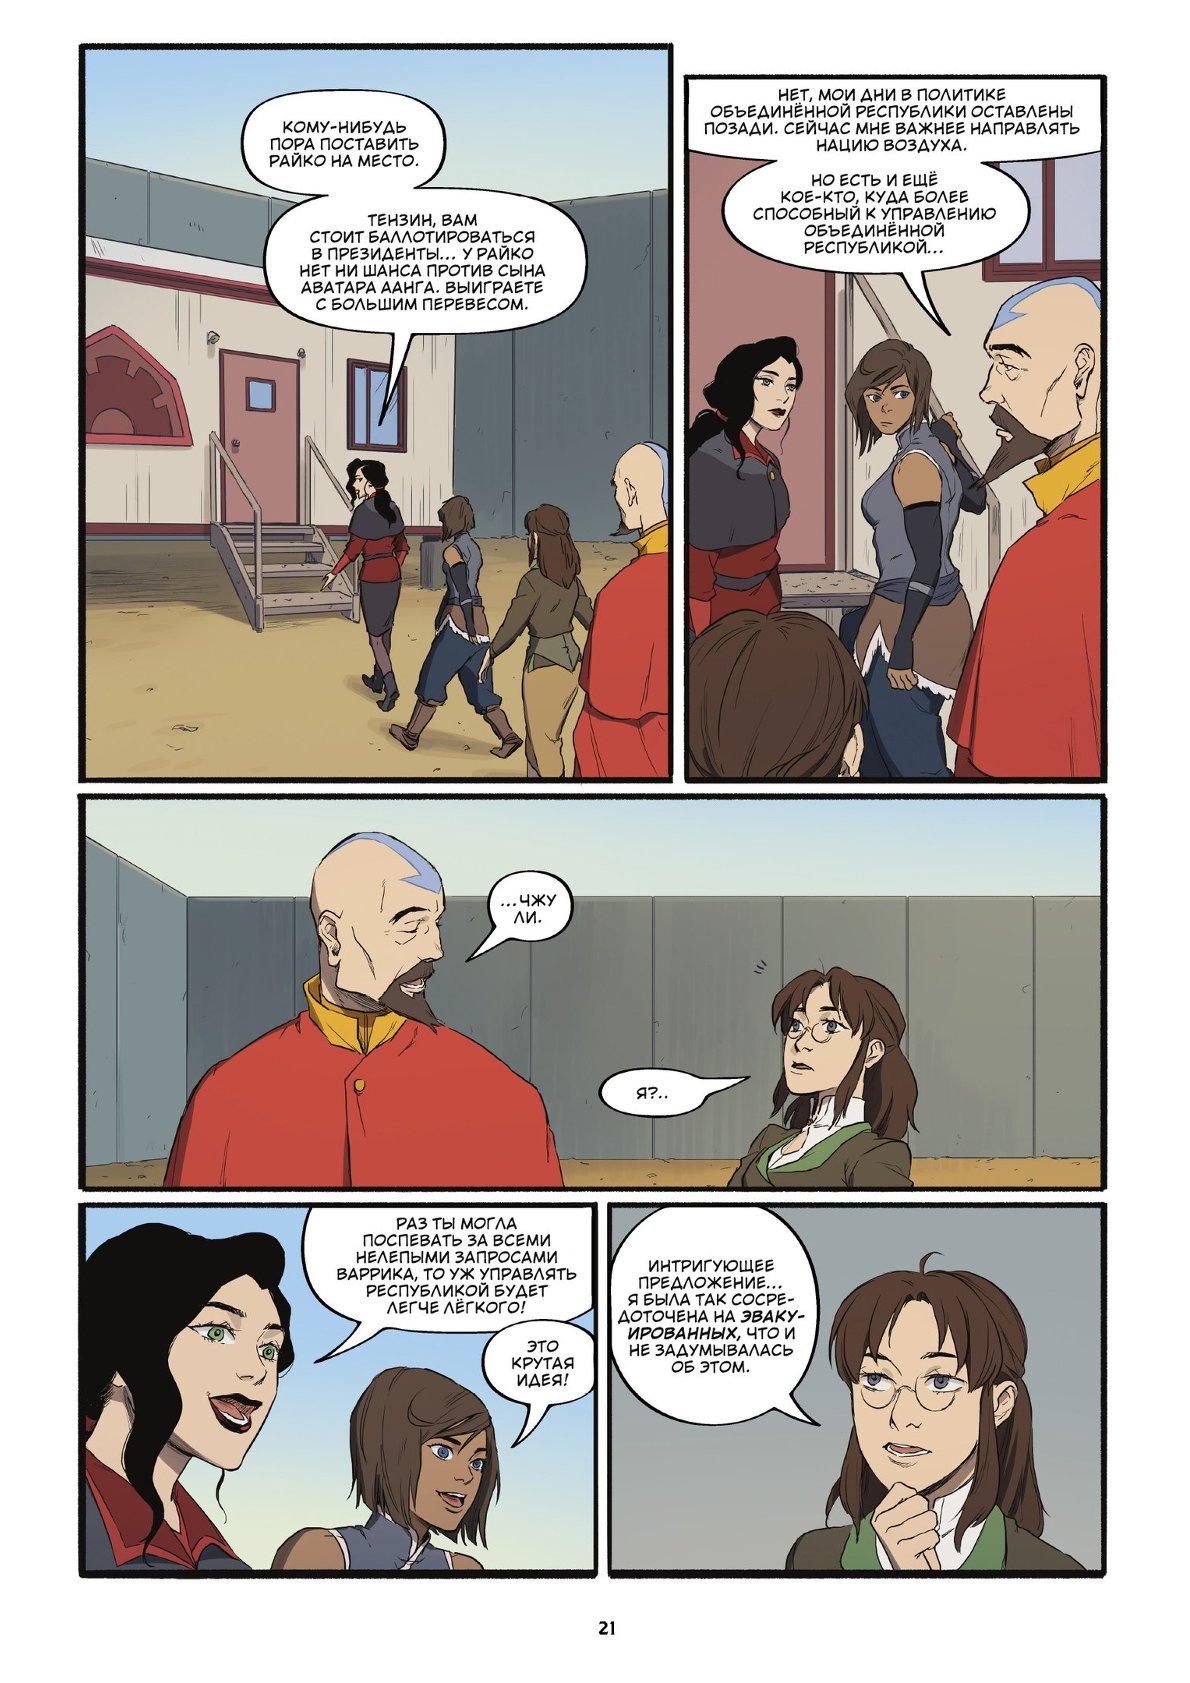 КОМУ-НИБУДЬ
ПОРА ПОСТАВИТЬ
РАЙКО НА МЕСТО.
ТЕНЗИН, ВАМ
СТОИТ БАЛЛОТИРОВАТЬСЯ
В ПРЕЗИДЕНТЫ... У РАЙКО
НЕТ НИ ШАНСА ПРОТИВ СЫНА
АВАТАРА ААНГА. ВЫИГРАЕТЕ
С БОЛЬШИМ ПЕРЕВЕСОМ.
НЕТ, МОИ ДНИ В ПОЛИТИКЕ
ОБЪЕДИНЁННОЙ РЕСПУБЛИКИ ОСТАВЛЕНЫ
ПОЗАДИ. СЕЙЧАС МНЕ ВАЖНЕЕ НАПРАВЛЯТЬ
НАЦИЮ ВОЗДУХА.
НО ЕСТЬ И ЕЩЁ
КОЕ-КТО, КУДА БОЛЕЕ
СПОСОБНЫЙ К УПРАВЛЕНИЮ
ОБЪЕДИНЁННОЙ
РЕСПУБЛИКОЙ...
...ЧЖУ
ЛИ.
Я?..
РАЗ ТЫ МОГЛА
ПОСПЕВАТЬ ЗА ВСЕМИ
НЕЛЕПЫМИ ЗАПРОСАМИ
ВАРРИКА, ТО УЖ УПРАВЛЯТЬ
РЕСПУБЛИКОЙ БУДЕТ
ЛЕГЧЕ ЛЁГКОГО!
ЭТО
КРУТАЯ
ИДЕЯ!
ИНТРИГУЮЩЕЕ
ПРЕДЛОЖЕНИЕ...
Я БЫЛА ТАК СОСРЕ-
ДОТОЧЕНА НА ЭВАКУ-
ИРОВАННЫХ, ЧТО И
НЕ ЗАДУМЫВАЛАСЬ
ОБ ЭТОМ.
21